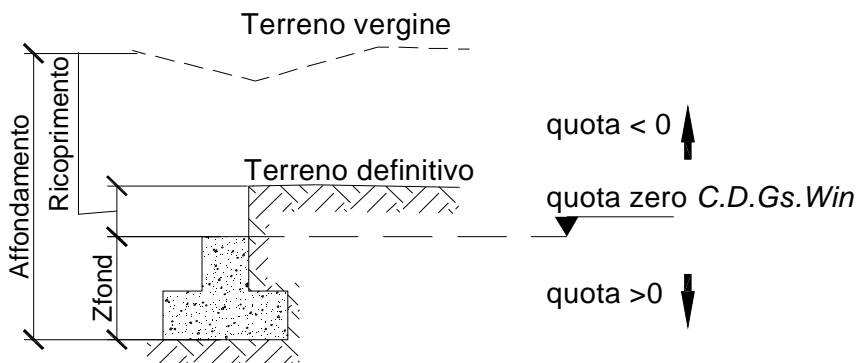 Terreno vergine
Affondamento
Ricoprimento
quota < 0
Terreno definitivo
quota zero C.D.Gs.Win
Zfond
quota >0